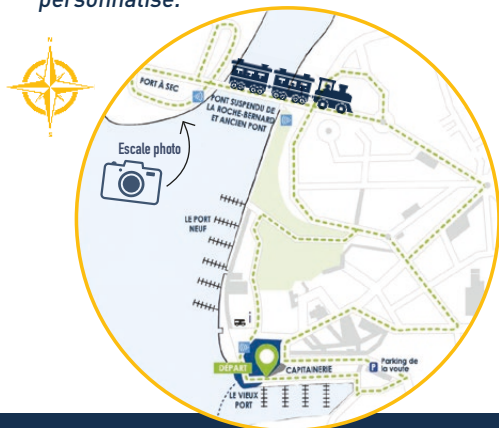 personnalisé.
N
S
PORT À SEC
PONT SUSPENDU DE
LA ROCHE-BERNARD
ET ANCIEN PONT
Escale photo
LE PORT
NEUF
DÉPART
CAPITAINERIE
P
Parking de
la voute
LE VIEUX
PORT